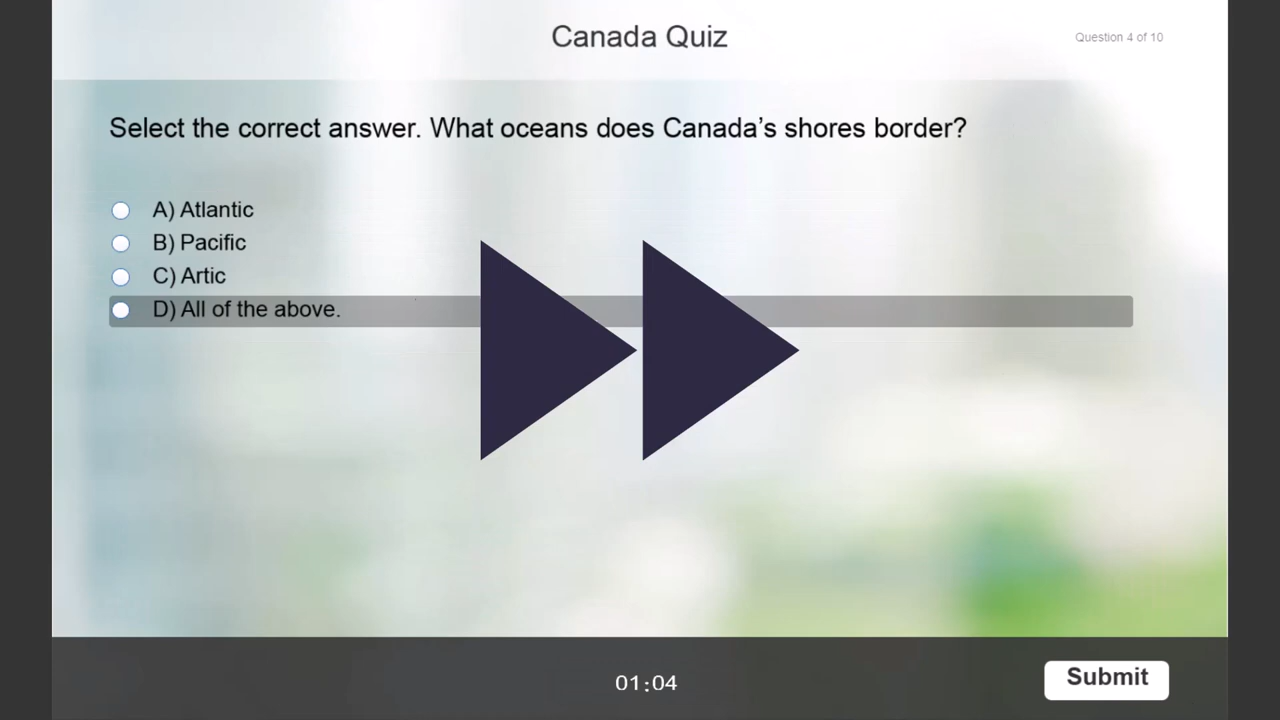 Canada Quiz
Question 4 of 10
Select the correct answer. What oceans does Canada’s shores border?
A) Atlantic
B) Pacific
C) Artic
D) All of the above.
01:04
Submit